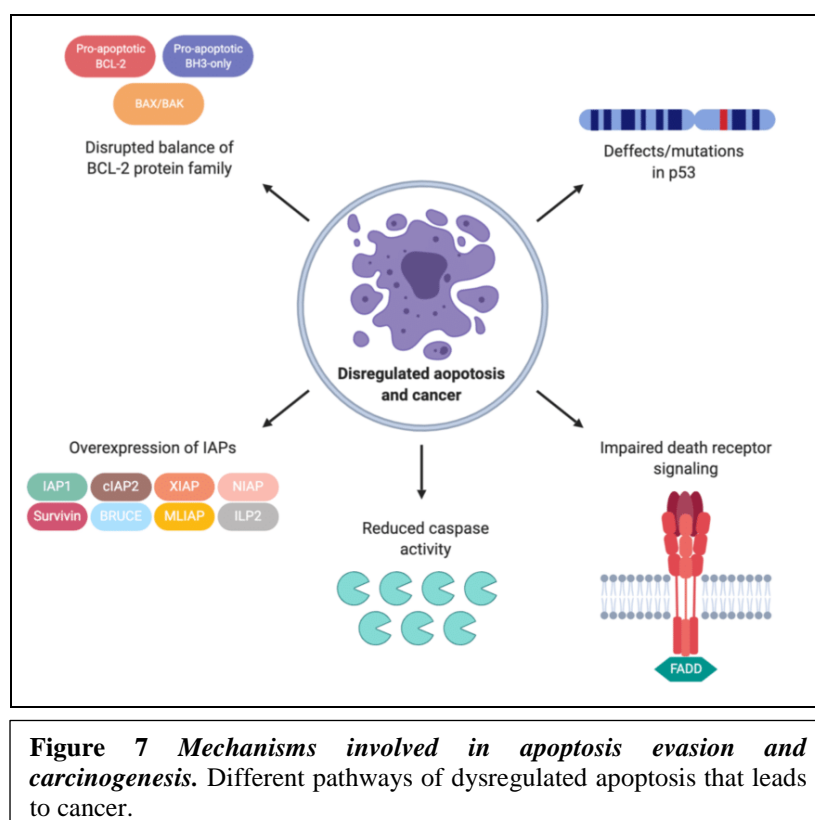 Pro-apoptotic
BCL-2
Pro-apoptotic
BH3-only
BAX/BAK
Disrupted balance of
BCL-2 protein family
Deffects/mutations
in p53
Disregulated aopotosis
and cancer
Overexpression of IAPs
IAP1
cIAP2
XIAP
NIAP
Survivin
BRUCE
MLIAP
ILP2
Reduced caspase
activity
Impaired death receptor
signaling
FADD
Figure 7 Mechanisms involved in apoptosis evasion and
carcinogenesis. Different pathways of dysregulated apoptosis that leads
to cancer.